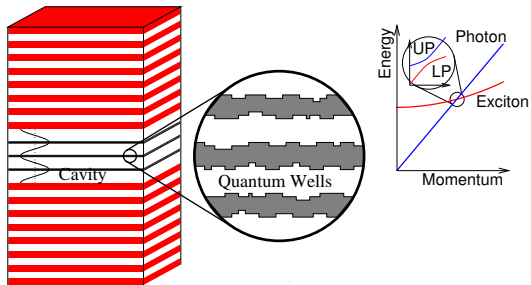 Cavity
Quantum Wells
Energy
UP
LP
Photon
Exciton
Momentum